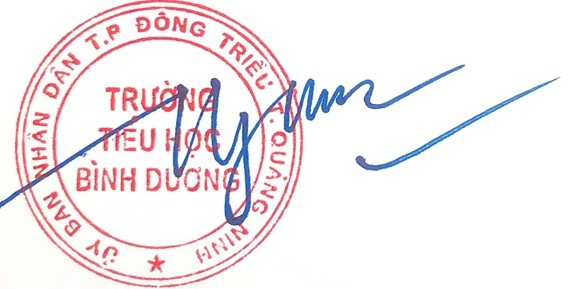 ỦY BAN NHÂN DÂN T.P ĐÔNG TRIỀU T. QUẢNG NINH
TRƯỜNG
TIỂU HỌC
BÌNH DƯƠNG